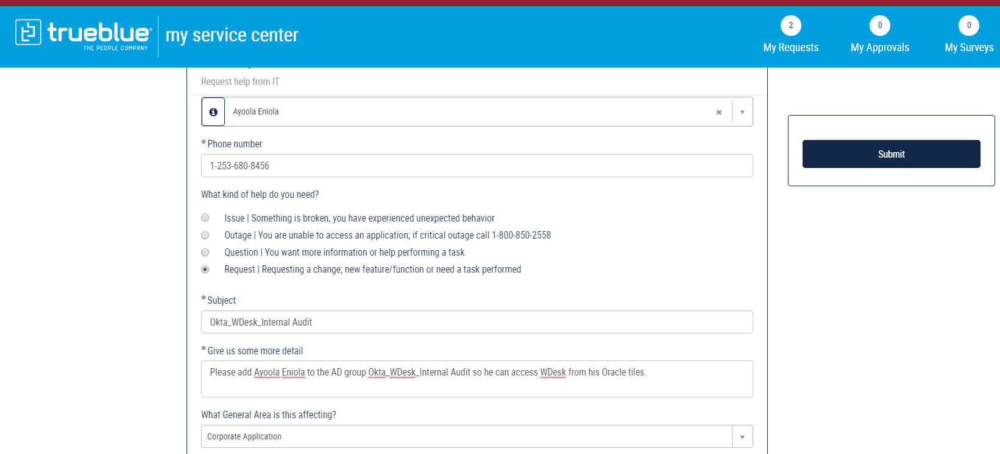 trueblue
THE PEOPLE COMPANY
my service center
2
My Requests
0
My Approvals
0
My Surveys
Request help from IT
Ayoola Eniola
* Phone number
1-253-680-8456
What kind of help do you need?
Issue | Something is broken, you have experienced unexpected behavior
Outage | You are unable to access an application; if critical outage call 1-800-850-2558
Question | You want more information or help performing a task
Request | Requesting a change; new feature/function or need a task performed
* Subject
Okta_WDesk_Internal Audit
* Give us some more detail
Please add Ayoola Eniola to the AD group Okta_WDesk_Internal Audit so he can access WDesk from his Oracle tiles.
What General Area is this affecting?
Corporate Application
Submit